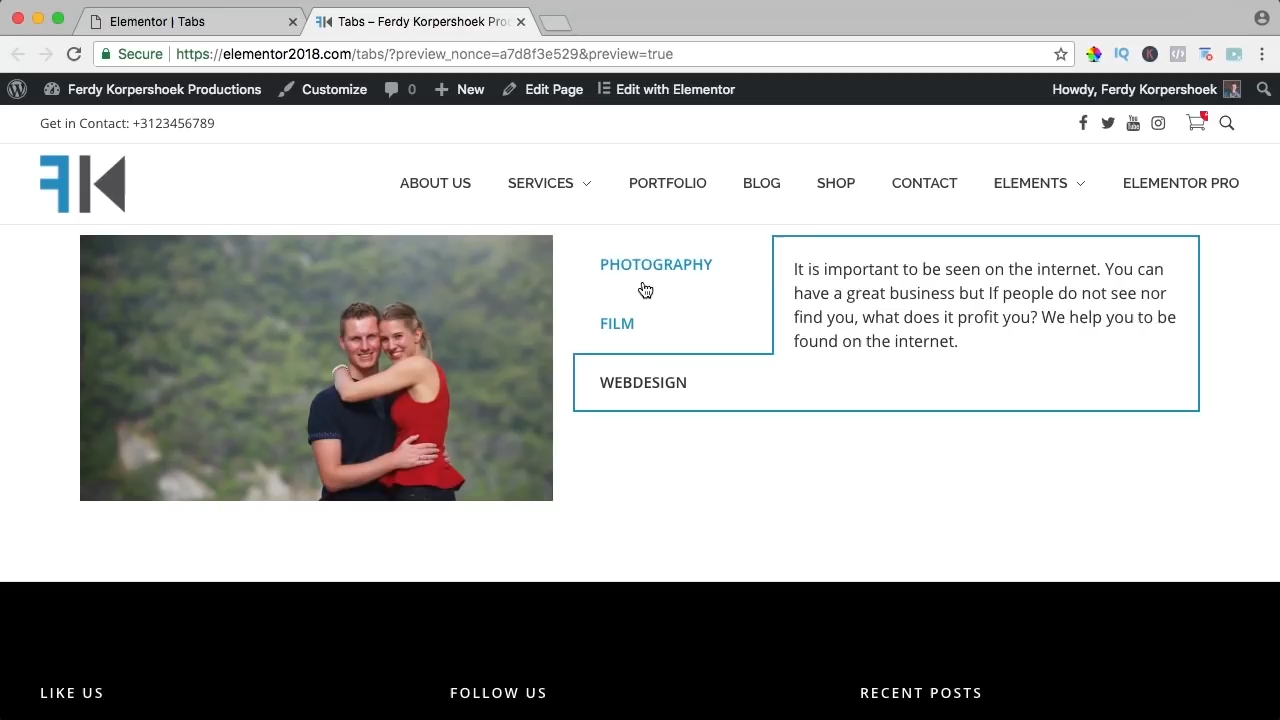 Elementor | Tabs
Tabs – Ferdy Korpershoek Pro
Secure
https://elementor2018.com/tabs/?preview_nonce=a7d8f3e529&preview=true
Ferdy Korpershoek Productions
Customize
0
New
Edit Page
Edit with Elementor
Howdy, Ferdy Korpershoek
Get in Contact: +3123456789
ABOUT US
SERVICES
PORTFOLIO
BLOG
SHOP
CONTACT
ELEMENTS
ELEMENTOR PRO
PHOTOGRAPHY
FILM
WEBDESIGN
It is important to be seen on the internet. You can
have a great business but If people do not see nor
find you, what does it profit you? We help you to be
found on the internet.
LIKE US
FOLLOW US
RECENT POSTS